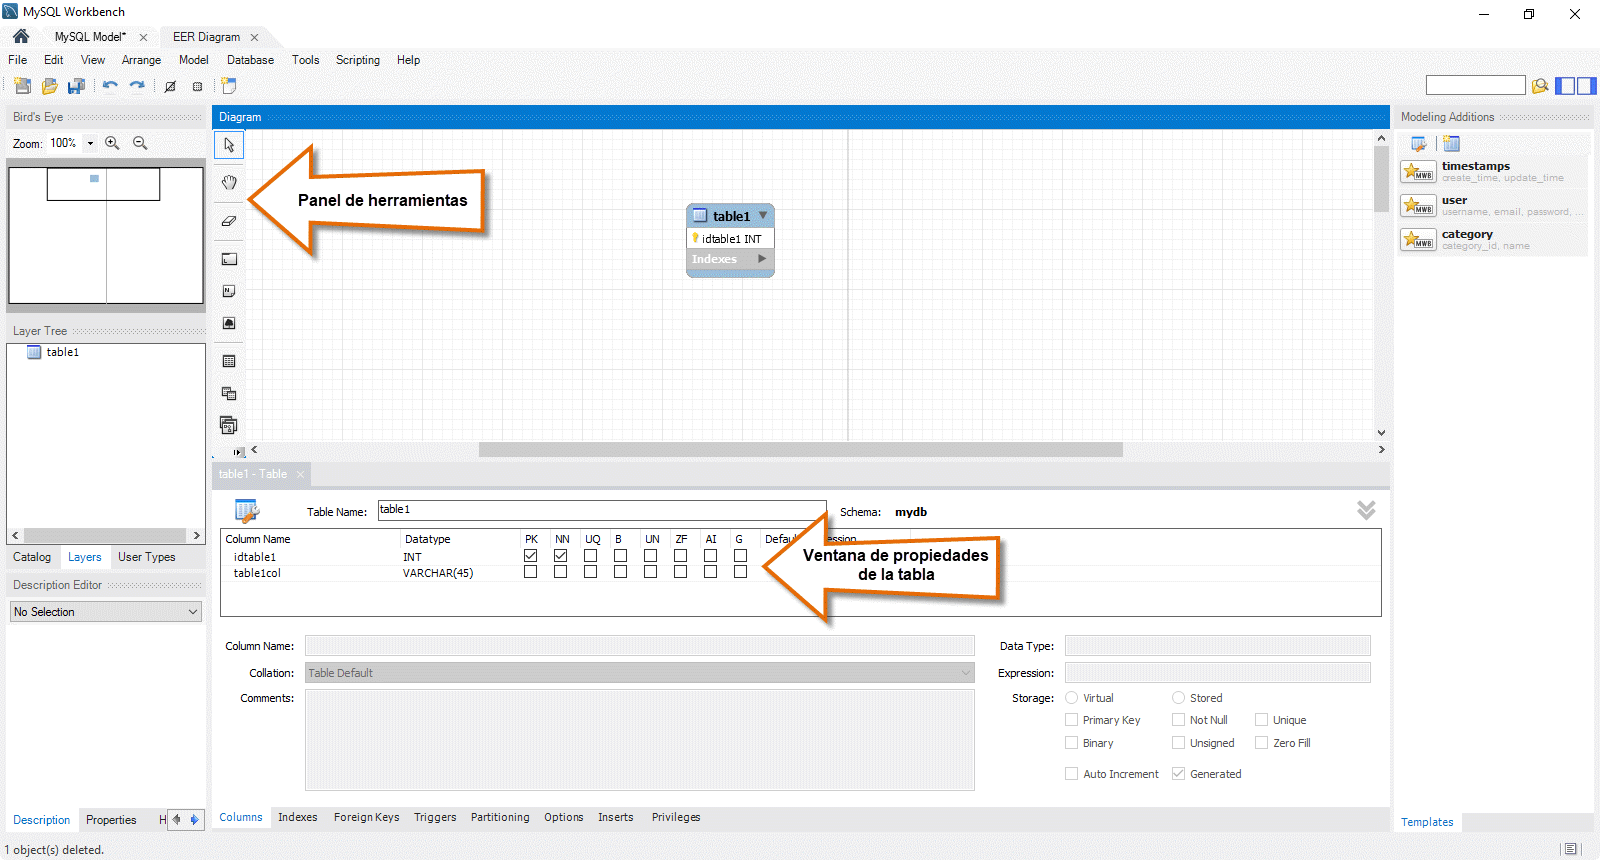 MySQL Workbench
MySQL Model*
EER Diagram
File Edit View Arrange Model Database Tools Scripting Help
Bird's Eye
Zoom: 100%
Diagram
Modeling Additions
timestamps
create_time, update_time
user
username, email, password, ...
category
category_id, name
Panel de herramientas
table1
idtable1 INT
Indexes
Layer Tree
table1
Catalog Layers User Types
Description Editor
No Selection
Description Properties H
table1 - Table
Table Name: table1 Schema: mydb
Column Name Datatype PK NN UQ B UN ZF AI G
idtable1 INT
table1col VARCHAR(45)
Ventana de propiedades
de la tabla
Column Name:
Collation: Table Default
Comments:
Data Type:
Expression:
Storage: Virtual Stored
Primary Key Not Null Unique
Binary Unsigned Zero Fill
Auto Increment Generated
Columns Indexes Foreign Keys Triggers Partitioning Options Inserts Privileges
Templates
1 object(s) deleted.